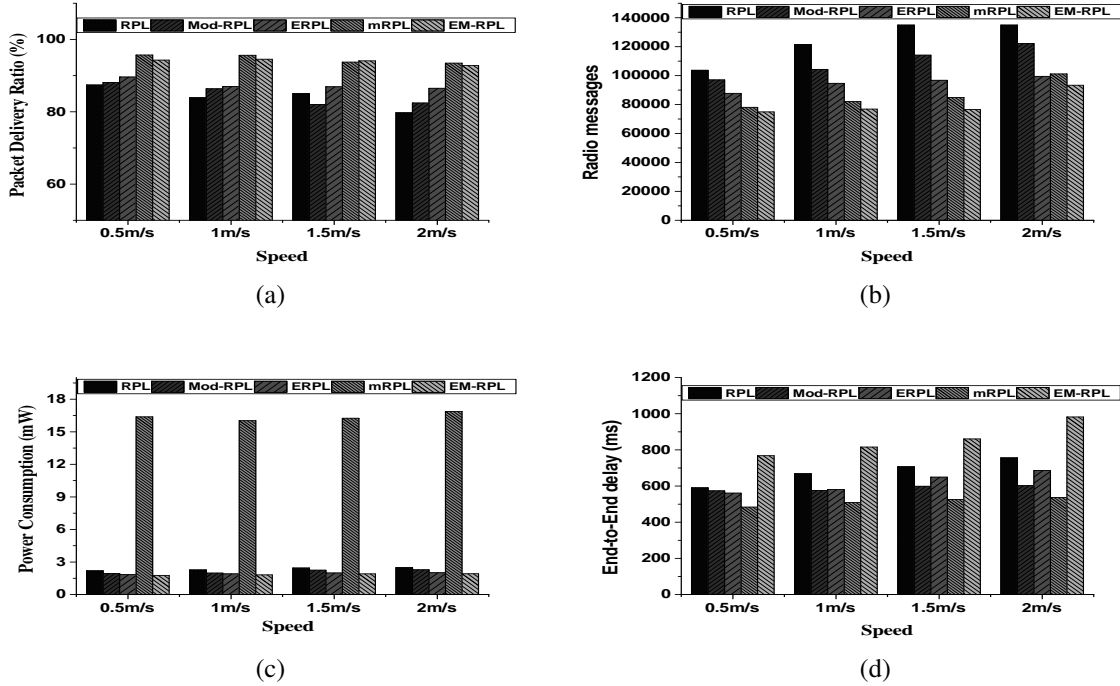 RPL Mod-RPL ERPL mRPL EM-RPL
Packet Delivery Ratio (%)
100
80
60
0.5m/s 1m/s 1.5m/s 2m/s
Speed
(a)
RPL Mod-RPL ERPL mRPL EM-RPL
Radio messages
140000
120000
100000
80000
60000
40000
20000
0
0.5m/s 1m/s 1.5m/s 2m/s
Speed
(b)
RPL Mod-RPL ERPL mRPL EM-RPL
Power Consumption (mW)
18
15
12
9
6
3
0
0.5m/s 1m/s 1.5m/s 2m/s
Speed
(c)
RPL Mod-RPL ERPL mRPL EM-RPL
End-to-End delay (ms)
1200
1000
800
600
400
200
0
0.5m/s 1m/s 1.5m/s 2m/s
Speed
(d)